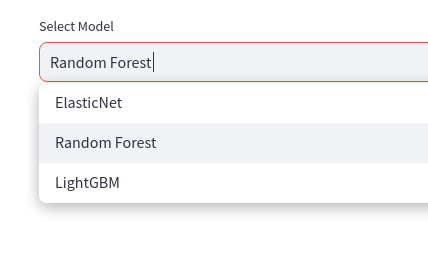 Select Model
Random Forest
ElasticNet
Random Forest
LightGBM